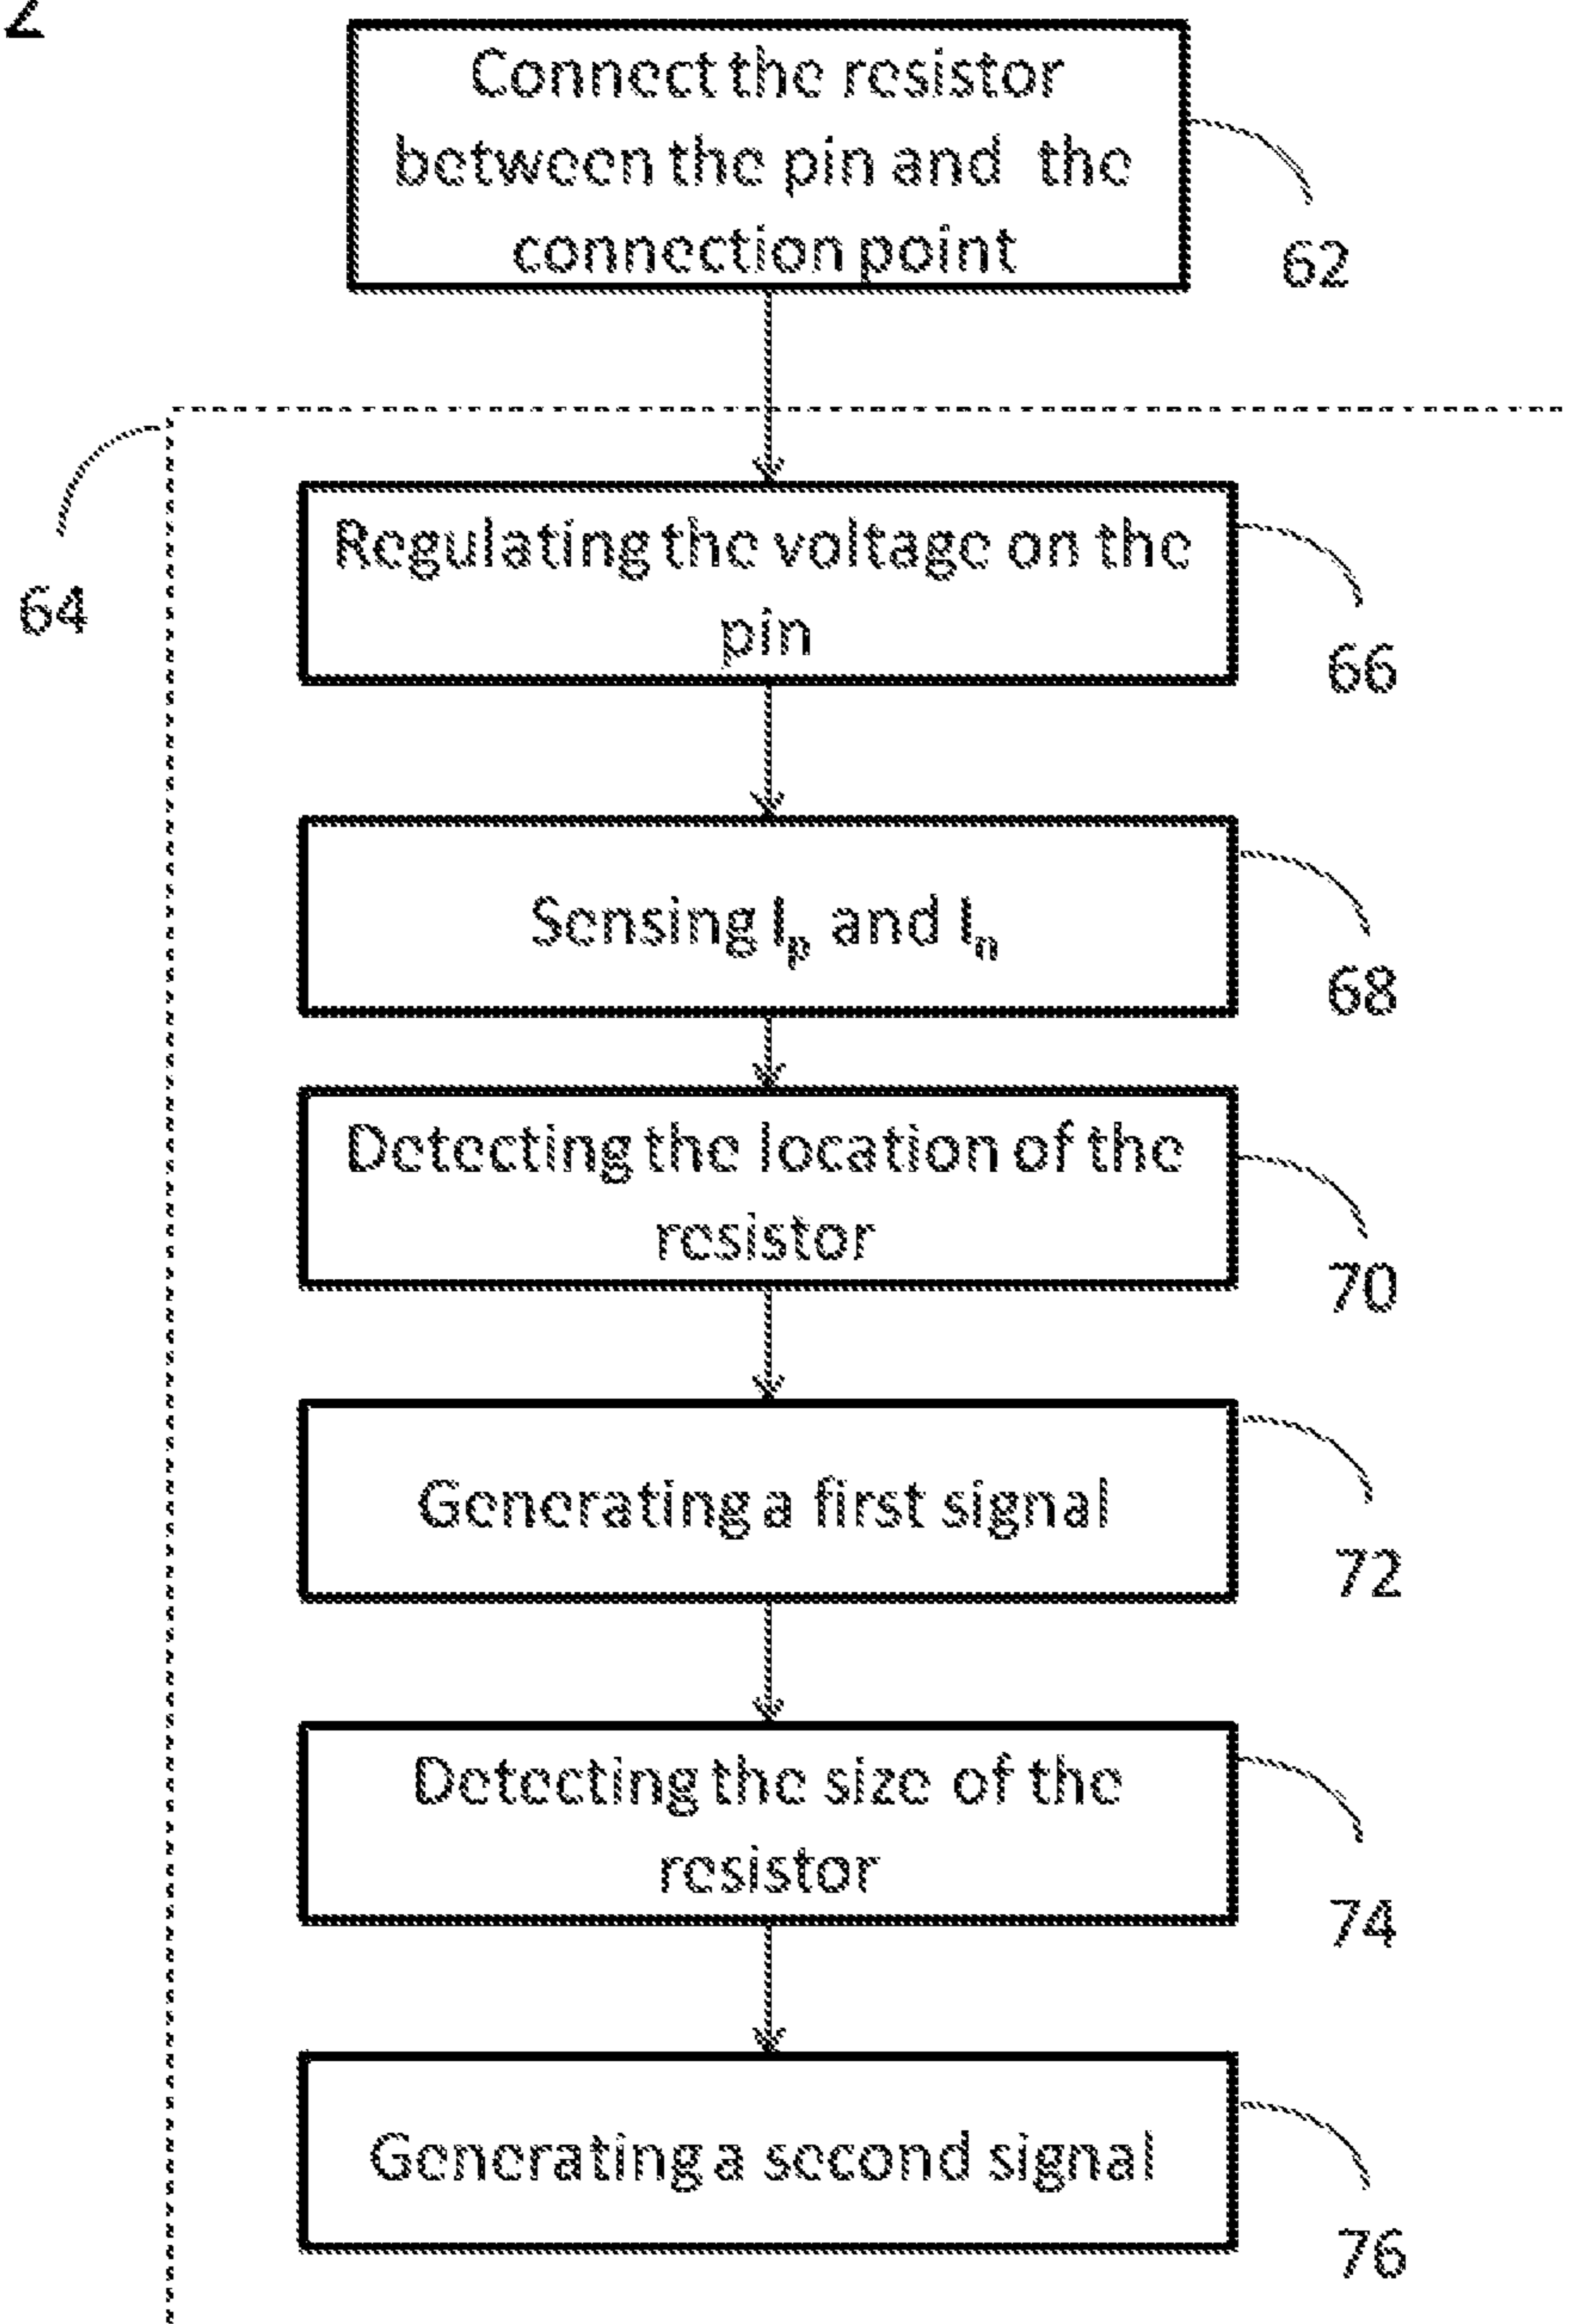 2
Connect the resistor
between the pin and the
connection point
62
64
Regulating the voltage on the
pin
66
Sensing Ip and In
68
Detecting the location of the
resistor
70
Generating a first signal
72
Detecting the size of the
resistor
74
Generating a second signal
76